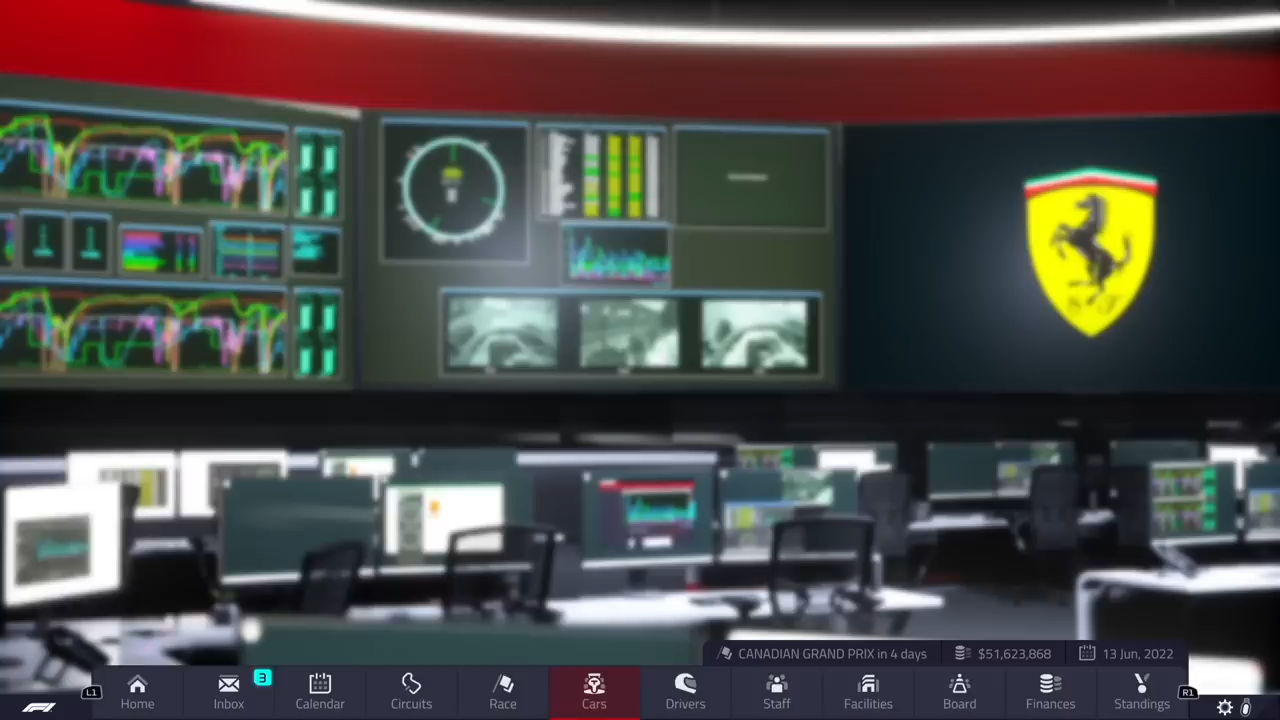 CANADIAN GRAND PRIX in 4 days
$51,623,868
13 Jun, 2022
L1
Home
3
Inbox
Calendar
Circuits
Race
Cars
Drivers
Staff
Facilities
Board
Finances
Standings
R1